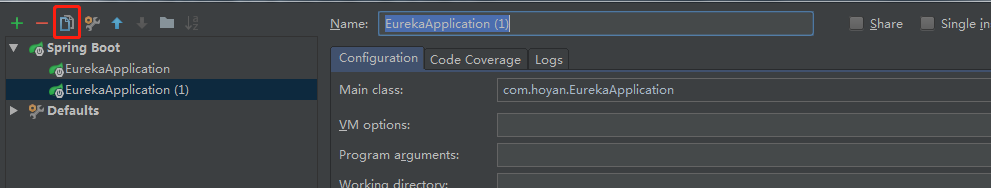 Name: EurekaApplication (1) Share Single in
Spring Boot
EurekaApplication
EurekaApplication (1)
Defaults
Configuration Code Coverage Logs
Main class: com.hoyan.EurekaApplication
VM options:
Program arguments:
Working directory: